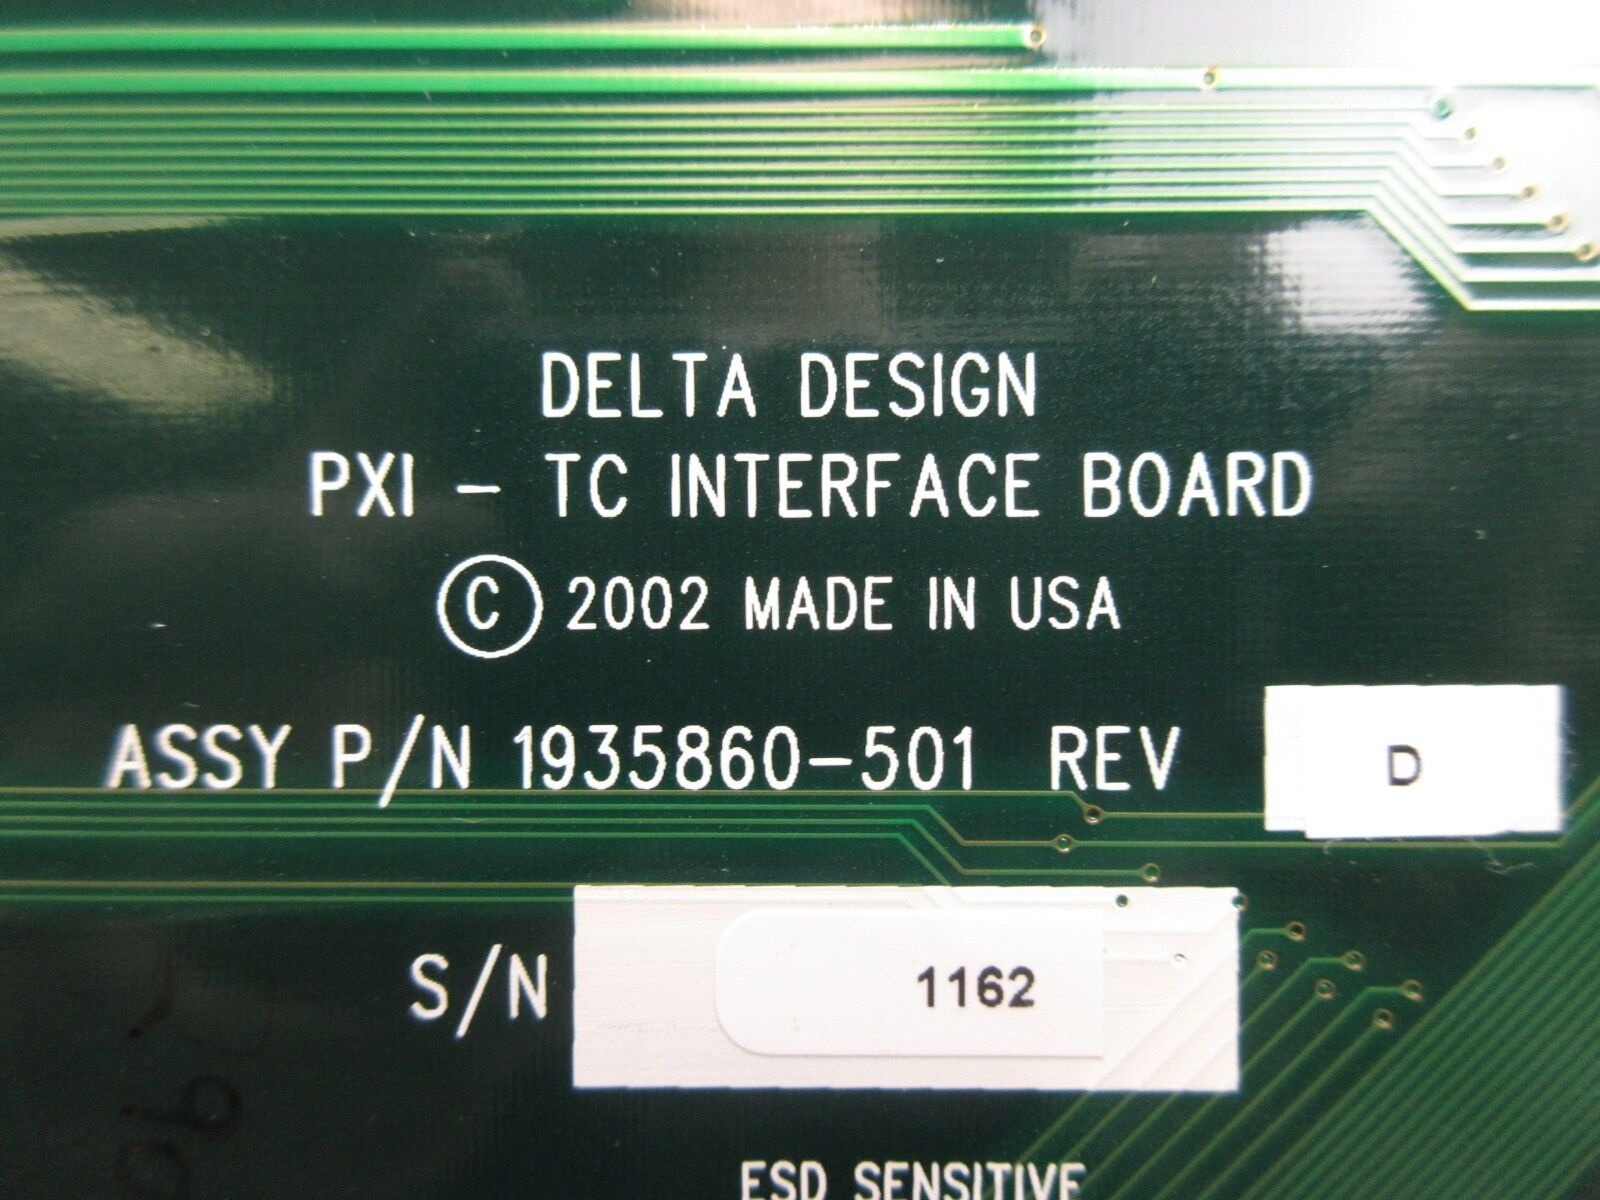 DELTA DESIGN
PXI - TC INTERFACE BOARD
© 2002 MADE IN USA
ASSY P/N 1935860-501 REV D
S/N 1162
ESD SENSITIVE